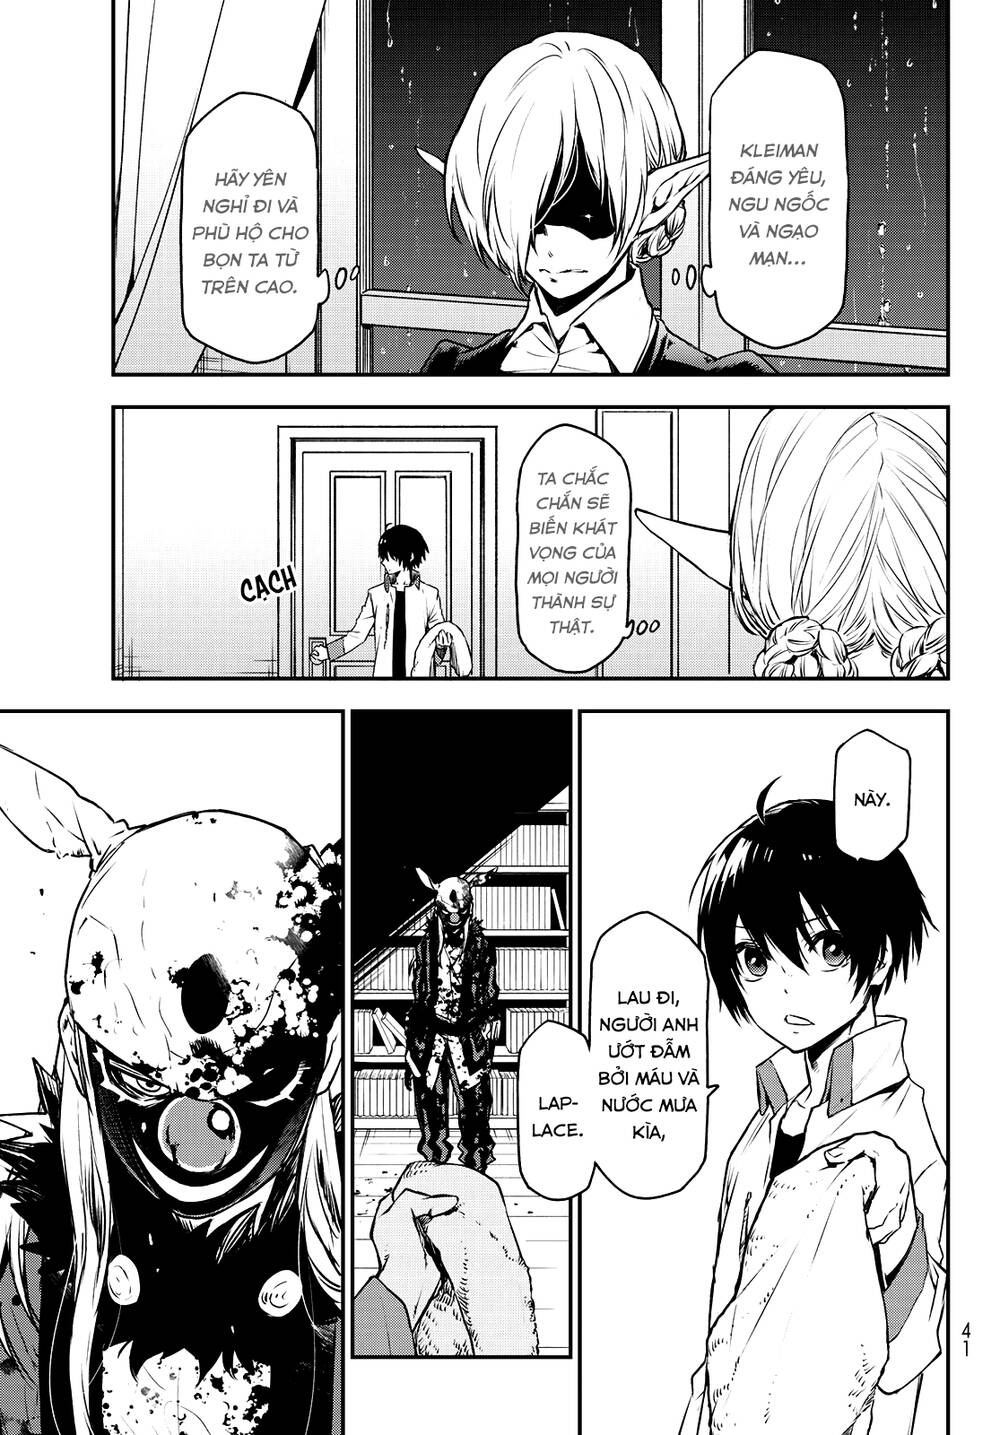 KLEIMAN
ĐÁNG YÊU,
NGU NGỐC
VÀ NGẠO
MẠN...
HÃY YÊN
NGHỈ ĐI VÀ
PHÙ HỘ CHO
BỌN TA TỪ
TRÊN CAO.
TA CHẮC
CHẮN SẼ
BIẾN KHÁT
VỌNG CỦA
MỌI NGƯỜI
THÀNH SỰ
THẬT.
CẠCH
NÀY.
LAU ĐI,
NGƯỜI ANH
ƯỚT ĐẪM
BỞI MÁU VÀ
NƯỚC MƯA
KÌA,
LAP-
LACE.
41